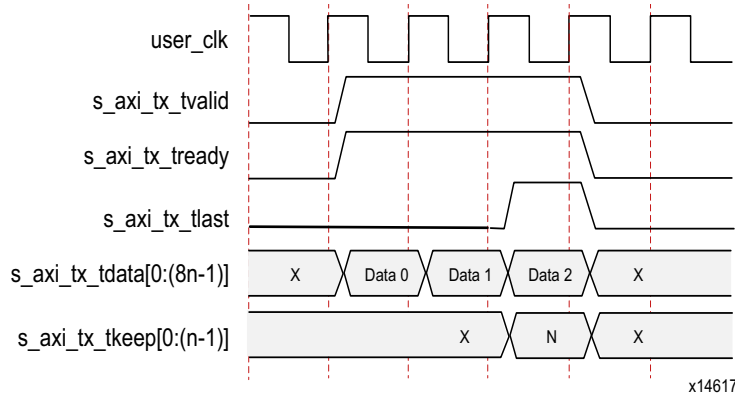 user_clk
s_axi_tx_tvalid
s_axi_tx_tready
s_axi_tx_tlast
s_axi_tx_tdata[0:(8n-1)] X Data 0 Data 1 Data 2 X
s_axi_tx_tkeep[0:(n-1)] X N X
x14617